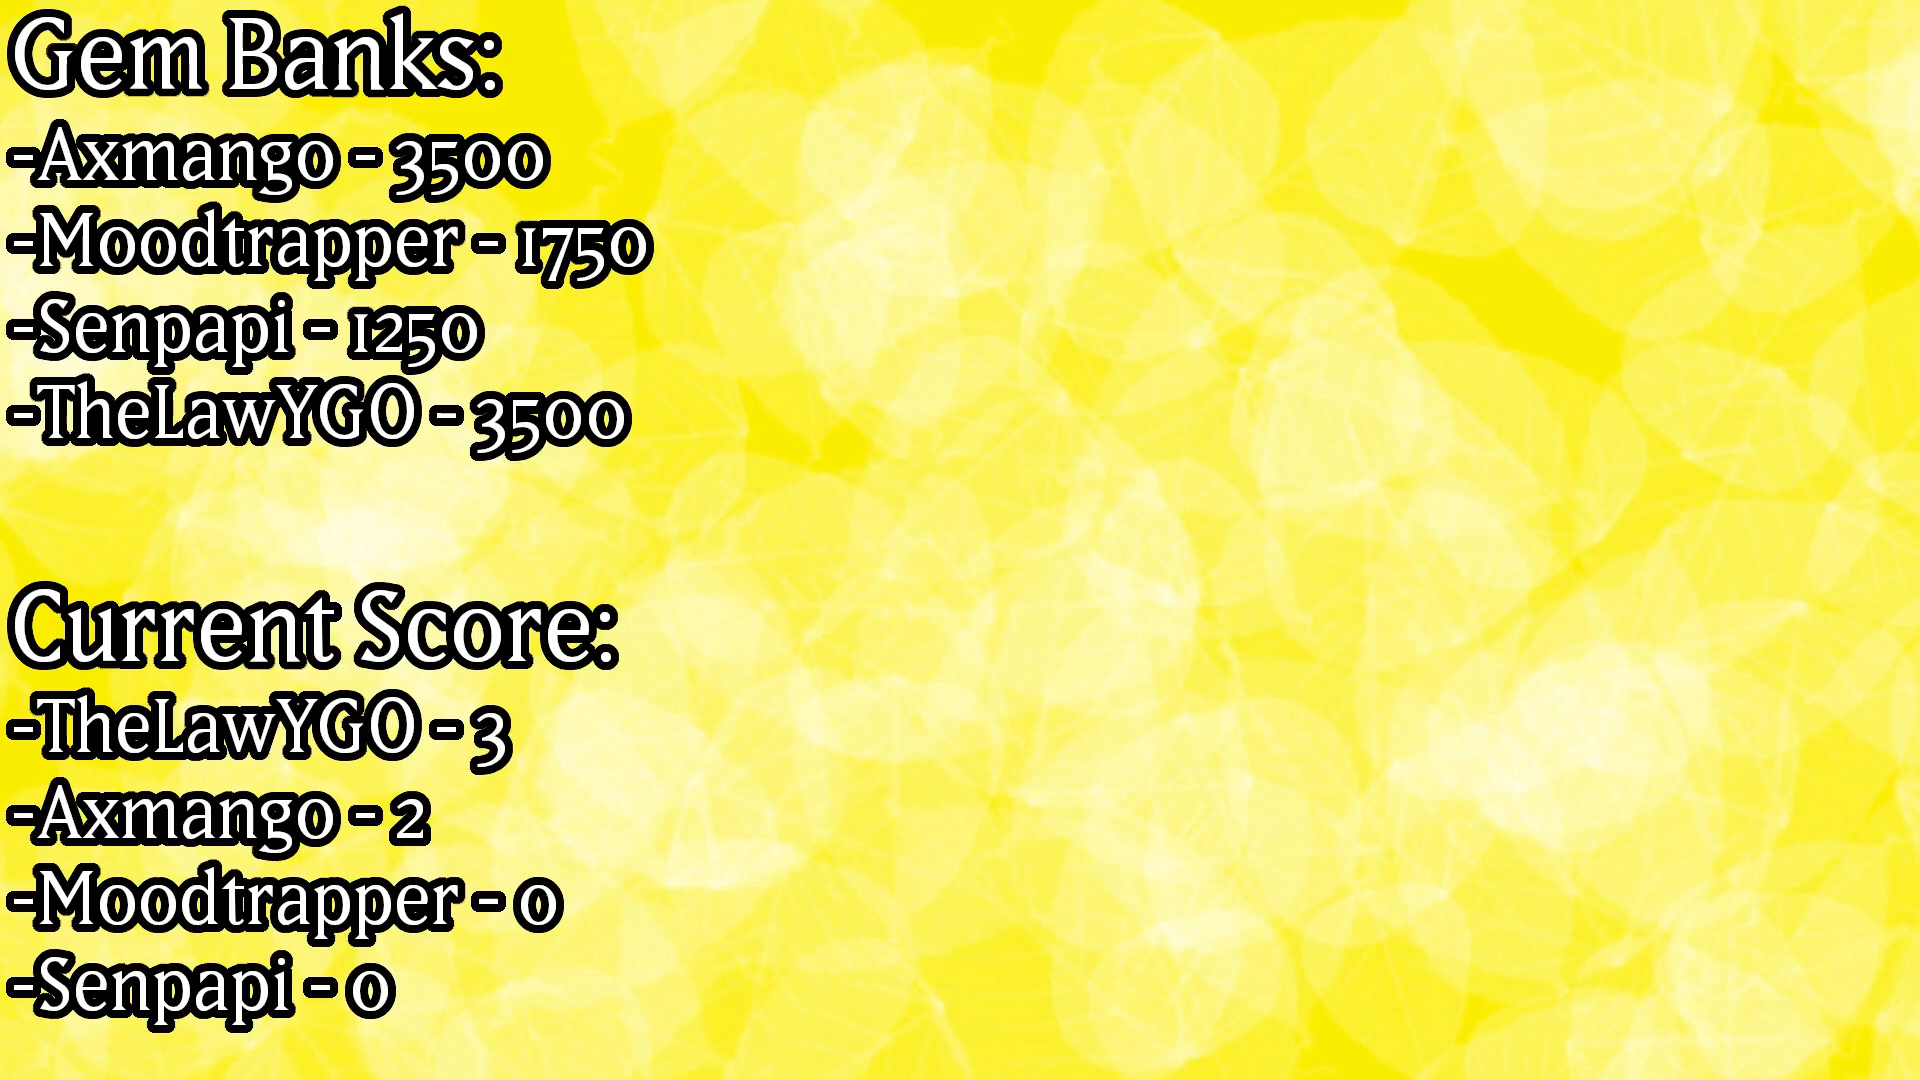 Gem Banks:
-Axmango - 3500
-Moodtrapper - 1750
-Senpapi - 1250
-TheLawYGO - 3500
Current Score:
-TheLawYGO - 3
-Axmango - 2
-Moodtrapper - 0
-Senpapi - 0